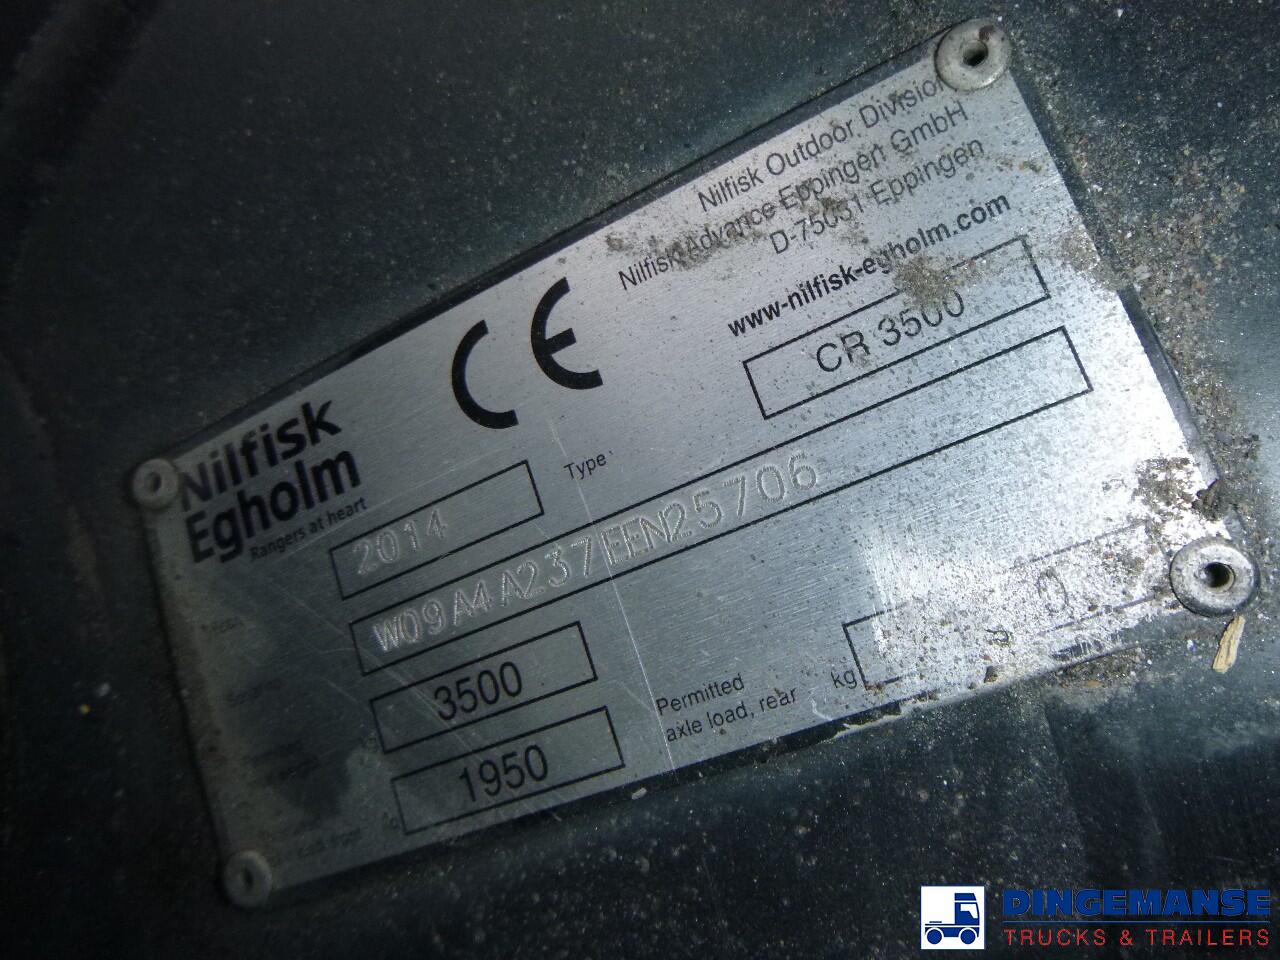 Nilfisk Outdoor Division
Nilfisk Advance Eppingen GmbH
D-75031 Eppingen
www-nilfisk-egholm.com
Nilfisk
Egholm
Rangers at heart
CE
2014
Type
CR 3500
W09A4A237EEN25706
3500
1950
Permitted
axle load, rear kg
DINGEMANSE
TRUCKS & TRAILERS